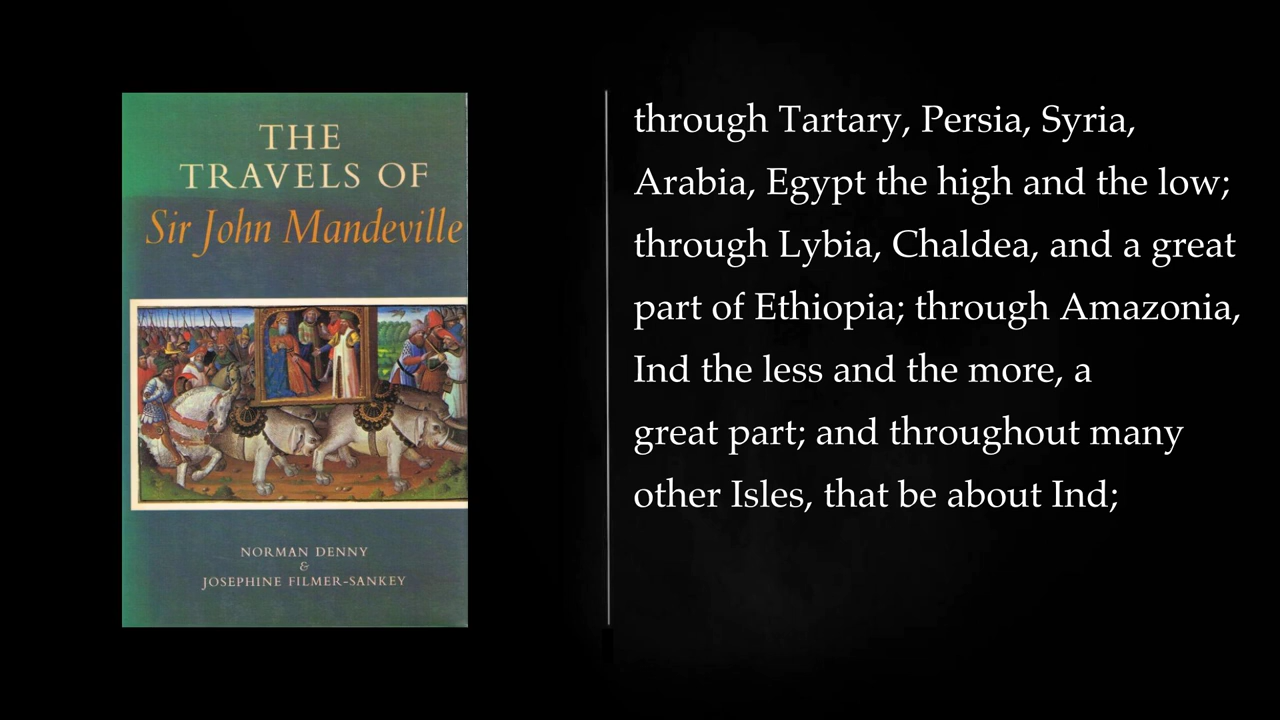 THE
TRAVELS OF
Sir John Mandeville
NORMAN DENNY
&
JOSEPHINE FILMER-SANKEY
through Tartary, Persia, Syria,
Arabia, Egypt the high and the low;
through Lybia, Chaldea, and a great
part of Ethiopia; through Amazonia,
Ind the less and the more, a
great part; and throughout many
other Isles, that be about Ind;